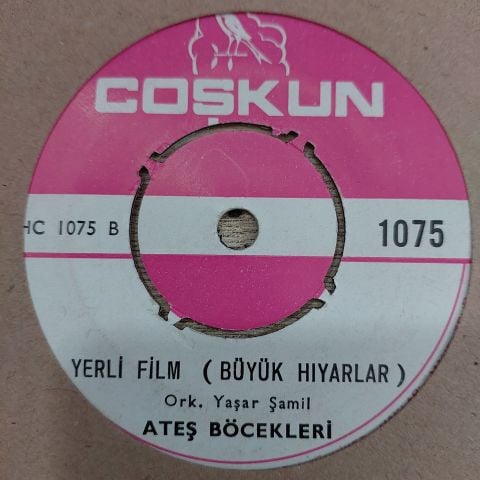 COŞKUN
HC 1075 B
1075
YERLİ FİLM (BÜYÜK HIYARLAR)
Ork. Yaşar Şamil
ATEŞ BÖCEKLERİ